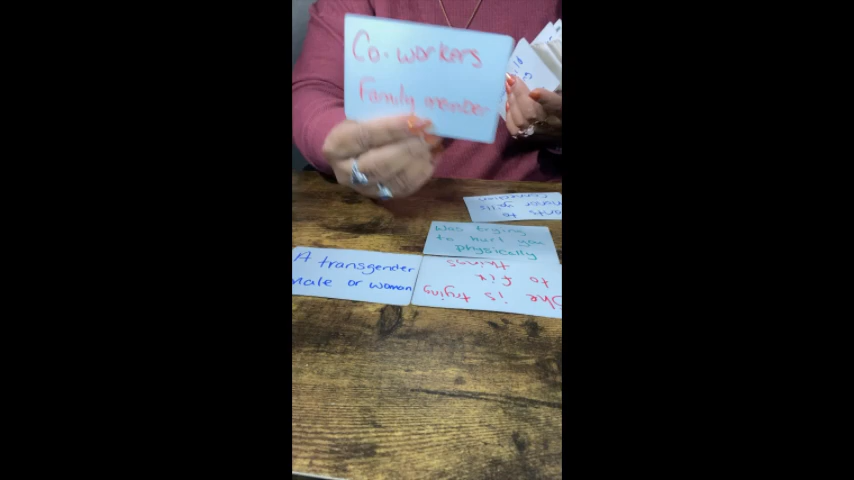 Co-workers
Family member
Was trying
to hurt you
physically
A transgender
male or woman
She is trying
to fix
things